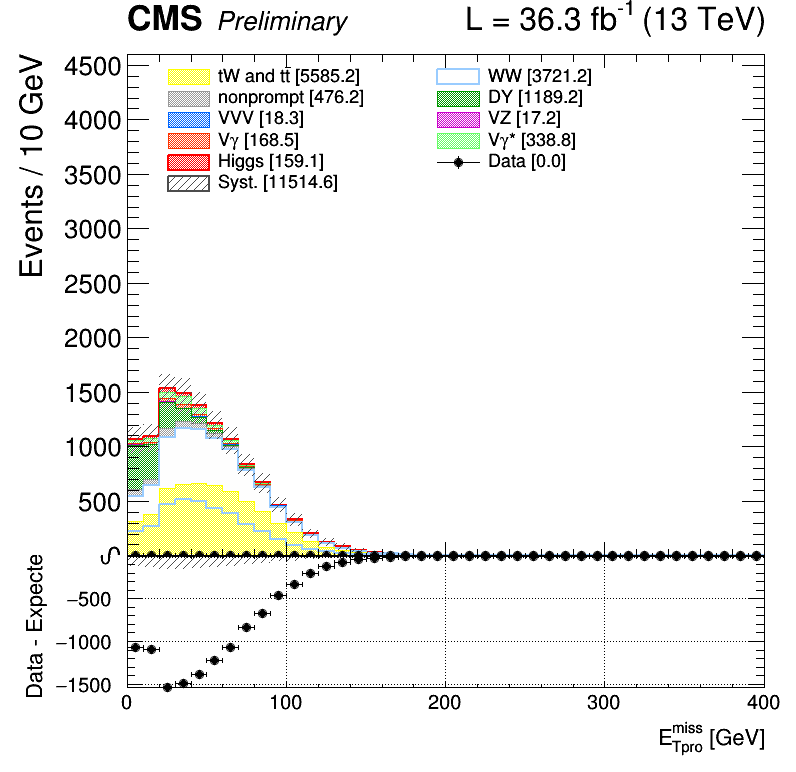 CMS Preliminary L = 36.3 fb-1 (13 TeV)
Events / 10 GeV
4500
4000
3500
3000
2500
2000
1500
1000
500
0
tW and tt̄ [5585.2]
nonprompt [476.2]
VVV [18.3]
Vγ [168.5]
Higgs [159.1]
Syst. [11514.6]
WW [3721.2]
DY [1189.2]
VZ [17.2]
Vγ* [338.8]
Data [0.0]
Data - Expecte
0
−500
−1000
−1500
0 100 200 300 400
E_Tpro^miss [GeV]